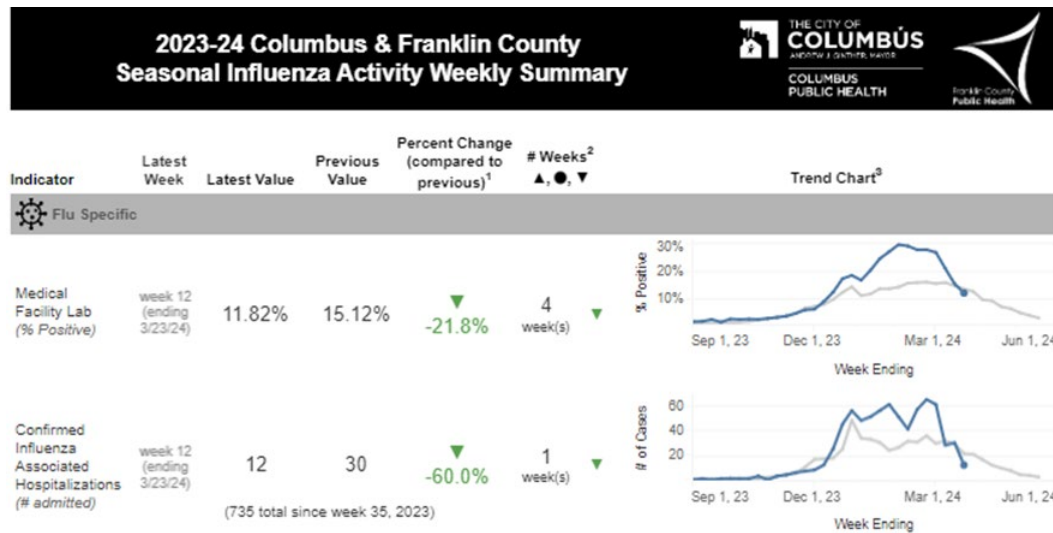 2023-24 Columbus & Franklin County
Seasonal Influenza Activity Weekly Summary
THE CITY OF
COLUMBUS
ANDREW J. GINTHER, MAYOR
COLUMBUS
PUBLIC HEALTH
Franklin County
Public Health
Indicator
Latest
Week
Latest Value
Previous
Value
Percent Change
(compared to
previous)¹
# Weeks²
▲, ●, ▼
Trend Chart³
Flu Specific
Medical
Facility Lab
(% Positive)
week 12
(ending
3/23/24)
11.82%
15.12%
▼
-21.8%
4
week(s)
▼
% Positive
30%
20%
10%
Sep 1, 23
Dec 1, 23
Mar 1, 24
Jun 1, 24
Week Ending
Confirmed
Influenza
Associated
Hospitalizations
(# admitted)
week 12
(ending
3/23/24)
12
30
(735 total since week 35, 2023)
▼
-60.0%
1
week(s)
▼
# of Cases
60
40
20
Sep 1, 23
Dec 1, 23
Mar 1, 24
Jun 1, 24
Week Ending